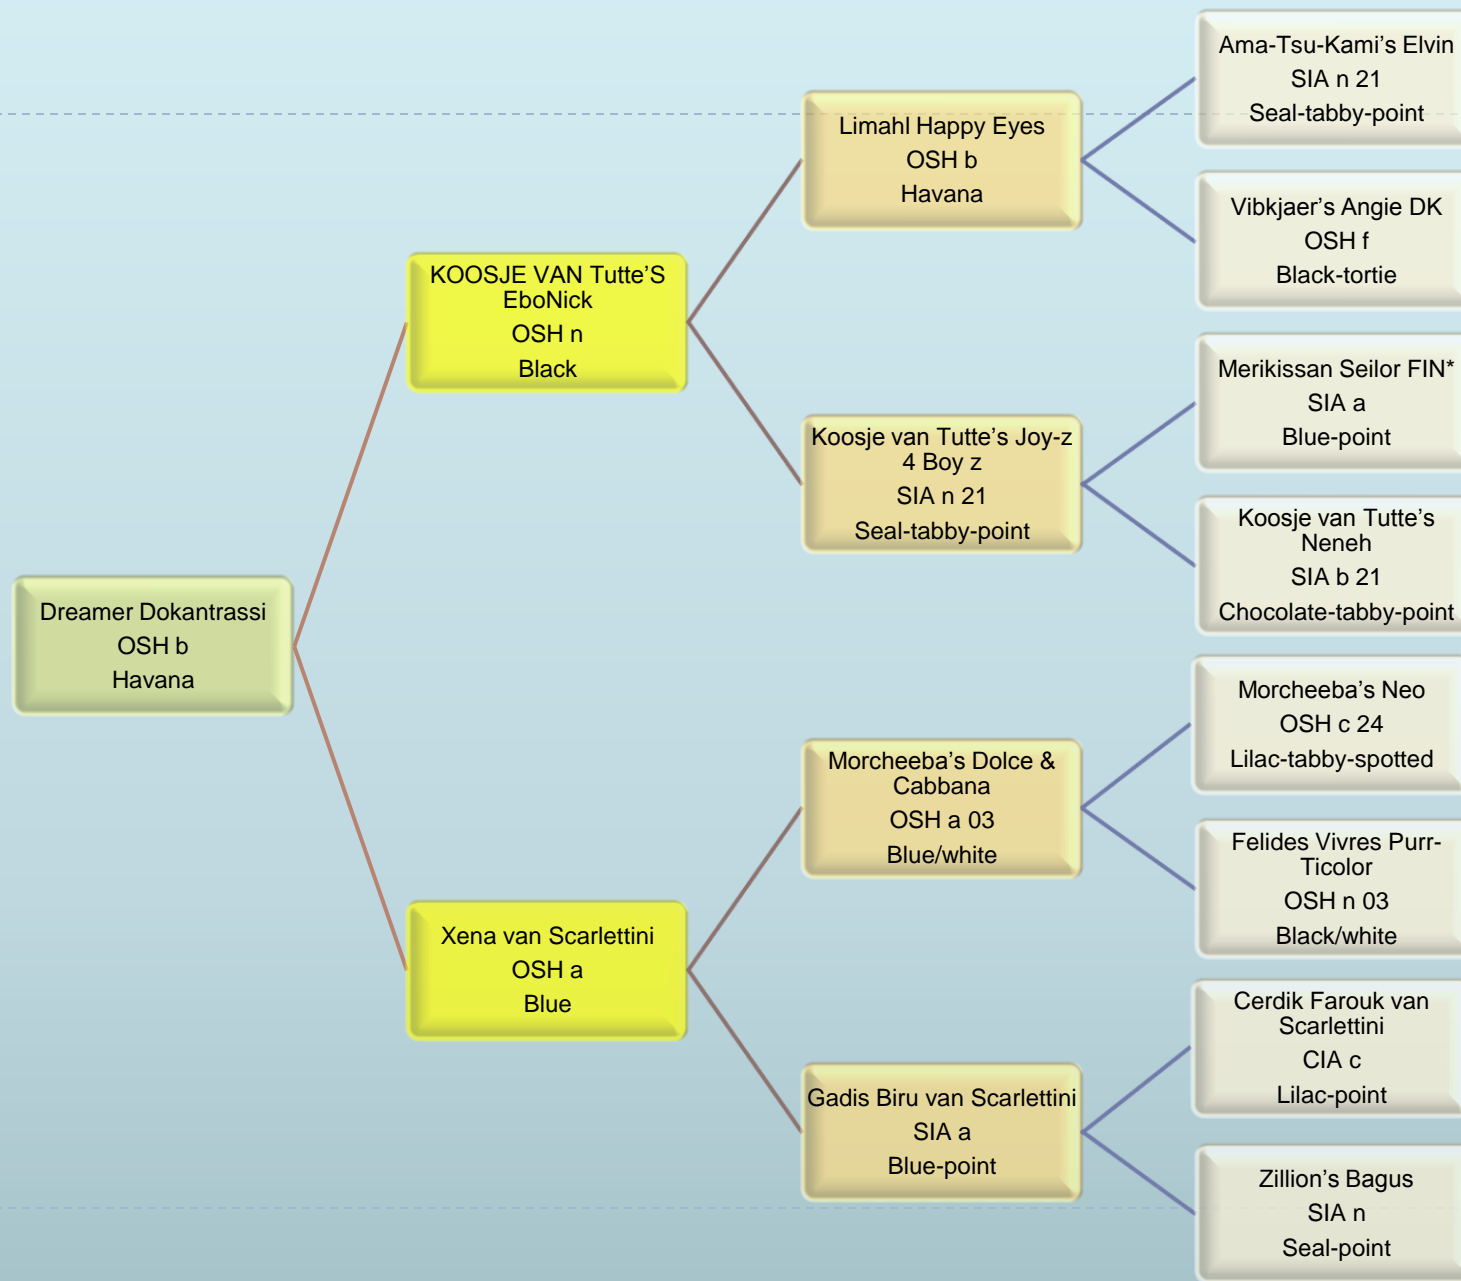 Dreamer Dokantrassi
OSH b
Havana
KOOSJE VAN Tutte’S
EboNick
OSH n
Black
Xena van Scarlettini
OSH a
Blue
Limahl Happy Eyes
OSH b
Havana
Koosje van Tutte’s Joy-z
4 Boy z
SIA n 21
Seal-tabby-point
Morcheeba’s Dolce &
Cabbana
OSH a 03
Blue/white
Gadis Biru van Scarlettini
SIA a
Blue-point
Ama-Tsu-Kami’s Elvin
SIA n 21
Seal-tabby-point
Vibkjaer’s Angie DK
OSH f
Black-tortie
Merikissan Seilor FIN*
SIA a
Blue-point
Koosje van Tutte’s
Neneh
SIA b 21
Chocolate-tabby-point
Morcheeba’s Neo
OSH c 24
Lilac-tabby-spotted
Felides Vivres Purr-
Ticolor
OSH n 03
Black/white
Cerdik Farouk van
Scarlettini
CIA c
Lilac-point
Zillion’s Bagus
SIA n
Seal-point